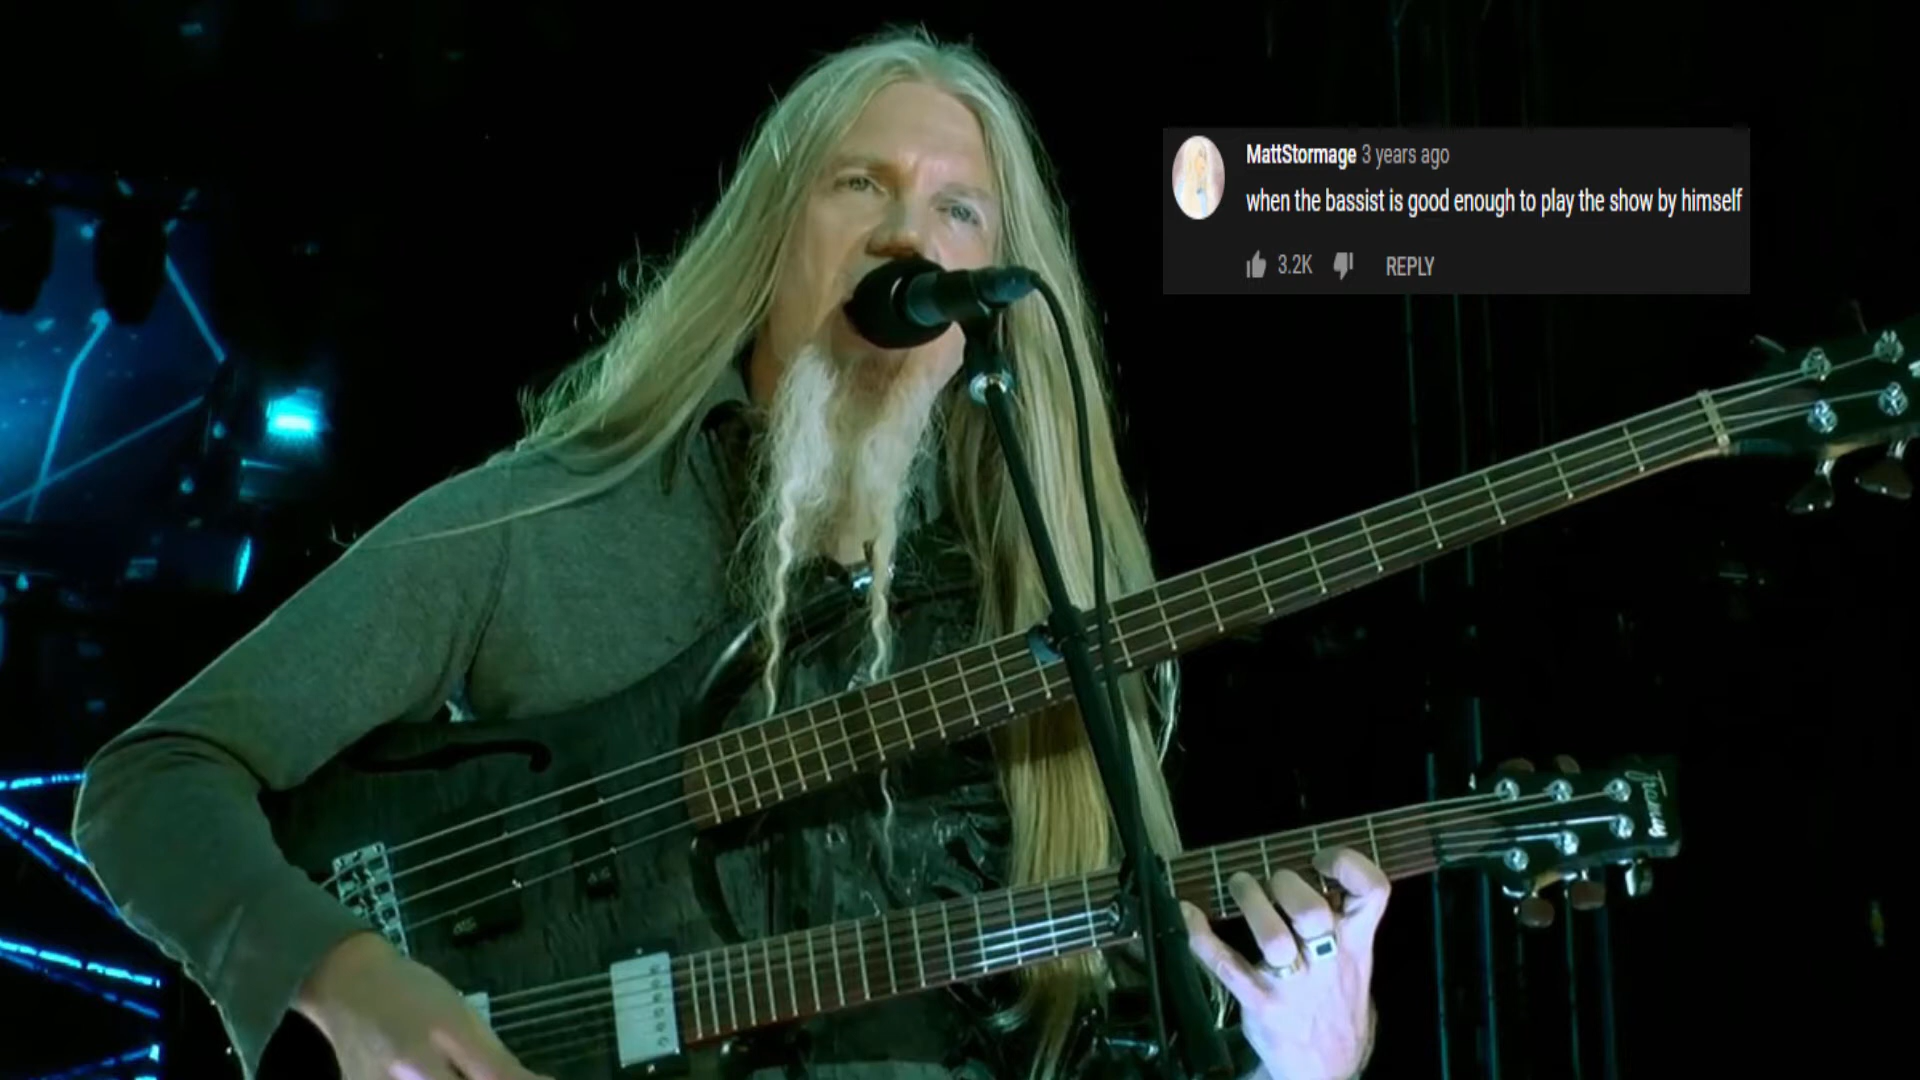 MattStormage 3 years ago
when the bassist is good enough to play the show by himself
3.2K REPLY